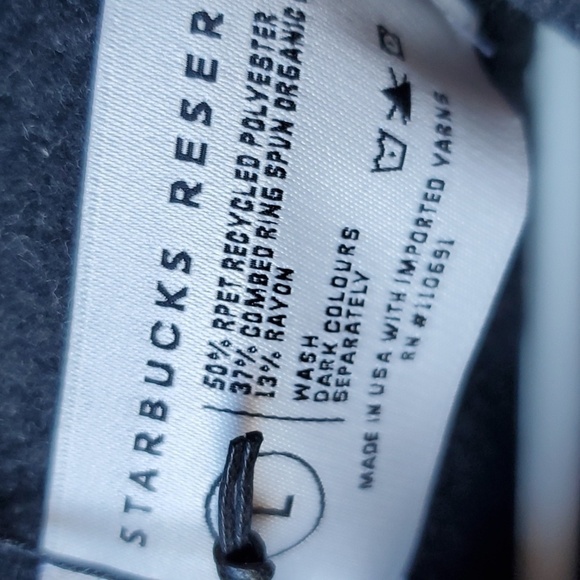 STARBUCKS RESER
50% RPET RECYCLED POLYESTER
37% COMBED RING SPUN ORGANIC
13% RAYON
WASH
DARK COLOURS
SEPARATELY
MADE IN USA WITH IMPORTED YARNS
RN #110691
L